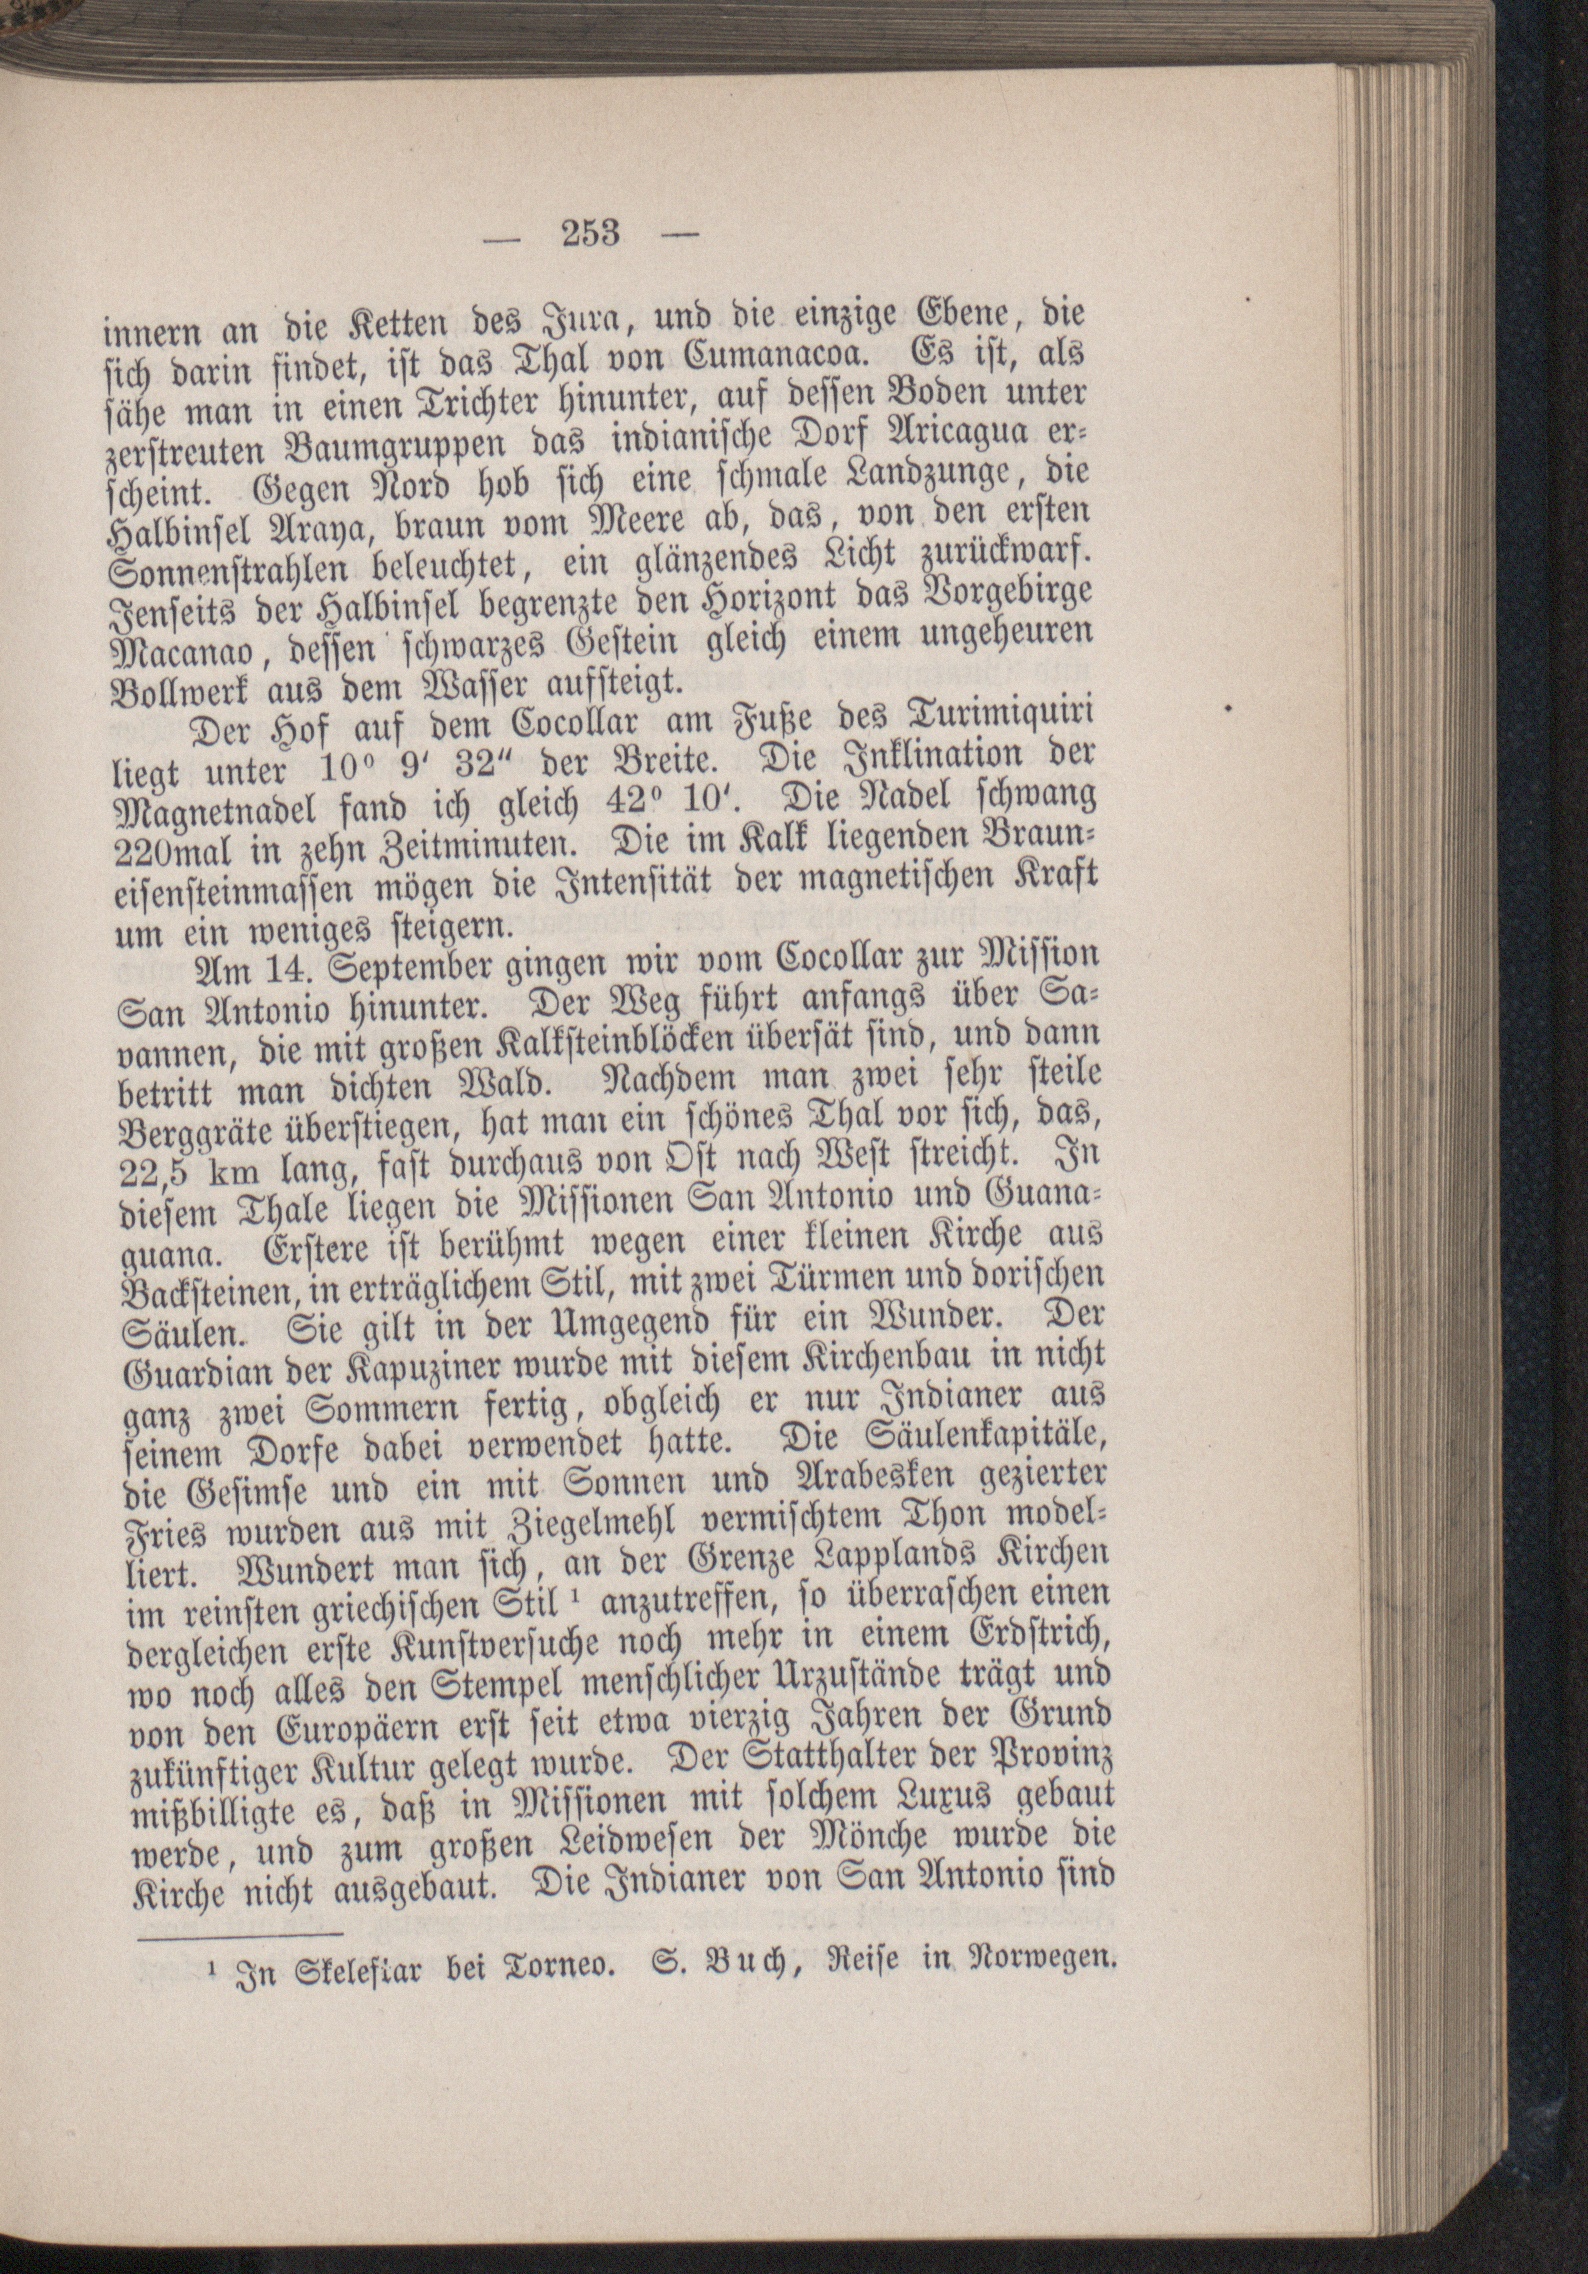 — 253 —
innern an die Ketten des Jura, und die einzige Ebene, die
sich darin findet, ist das Thal von Cumanacoa. Es ist, als
sähe man in einen Trichter hinunter, auf dessen Boden unter
zerstreuten Baumgruppen das indianische Dorf Aricagua er-
scheint. Gegen Nord hob sich eine schmale Landzunge, die
Halbinsel Araya, braun vom Meere ab, das, von den ersten
Sonnenstrahlen beleuchtet, ein glänzendes Licht zurückwarf.
Jenseits der Halbinsel begrenzte den Horizont das Vorgebirge
Macanao, dessen schwarzes Gestein gleich einem ungeheuren
Bollwerk aus dem Wasser aufsteigt.
Der Hof auf dem Cocollar am Fuße des Turimiquiri
liegt unter 10° 9′ 32″ der Breite. Die Inklination der
Magnetnadel fand ich gleich 42° 10′. Die Nadel schwang
220mal in zehn Zeitminuten. Die im Kalk liegenden Braun-
eisensteinmassen mögen die Intensität der magnetischen Kraft
um ein weniges steigern.
Am 14. September gingen wir vom Cocollar zur Mission
San Antonio hinunter. Der Weg führt anfangs über Sa-
vannen, die mit großen Kalksteinblöcken übersät sind, und dann
betritt man dichten Wald. Nachdem man zwei sehr steile
Berggräte überstiegen, hat man ein schönes Thal vor sich, das,
22,5 km lang, fast durchaus von Ost nach West streicht. In
diesem Thale liegen die Missionen San Antonio und Guana-
guana. Erstere ist berühmt wegen einer kleinen Kirche aus
Backsteinen, in erträglichem Stil, mit zwei Türmen und dorischen
Säulen. Sie gilt in der Umgegend für ein Wunder. Der
Guardian der Kapuziner wurde mit diesem Kirchenbau in nicht
ganz zwei Sommern fertig, obgleich er nur Indianer aus
seinem Dorfe dabei verwendet hatte. Die Säulenkapitäle,
die Gesimse und ein mit Sonnen und Arabesken gezierter
Fries wurden aus mit Ziegelmehl vermischtem Thon model-
liert. Wundert man sich, an der Grenze Lapplands Kirchen
im reinsten griechischen Stil ¹ anzutreffen, so überraschen einen
dergleichen erste Kunstversuche noch mehr in einem Erdstrich,
wo noch alles den Stempel menschlicher Urzustände trägt und
von den Europäern erst seit etwa vierzig Jahren der Grund
zukünftiger Kultur gelegt wurde. Der Statthalter der Provinz
mißbilligte es, daß in Missionen mit solchem Luxus gebaut
werde, und zum großen Leidwesen der Mönche wurde die
Kirche nicht ausgebaut. Die Indianer von San Antonio sind
¹ In Skelefiar bei Torneo. S. Buch, Reise in Norwegen.